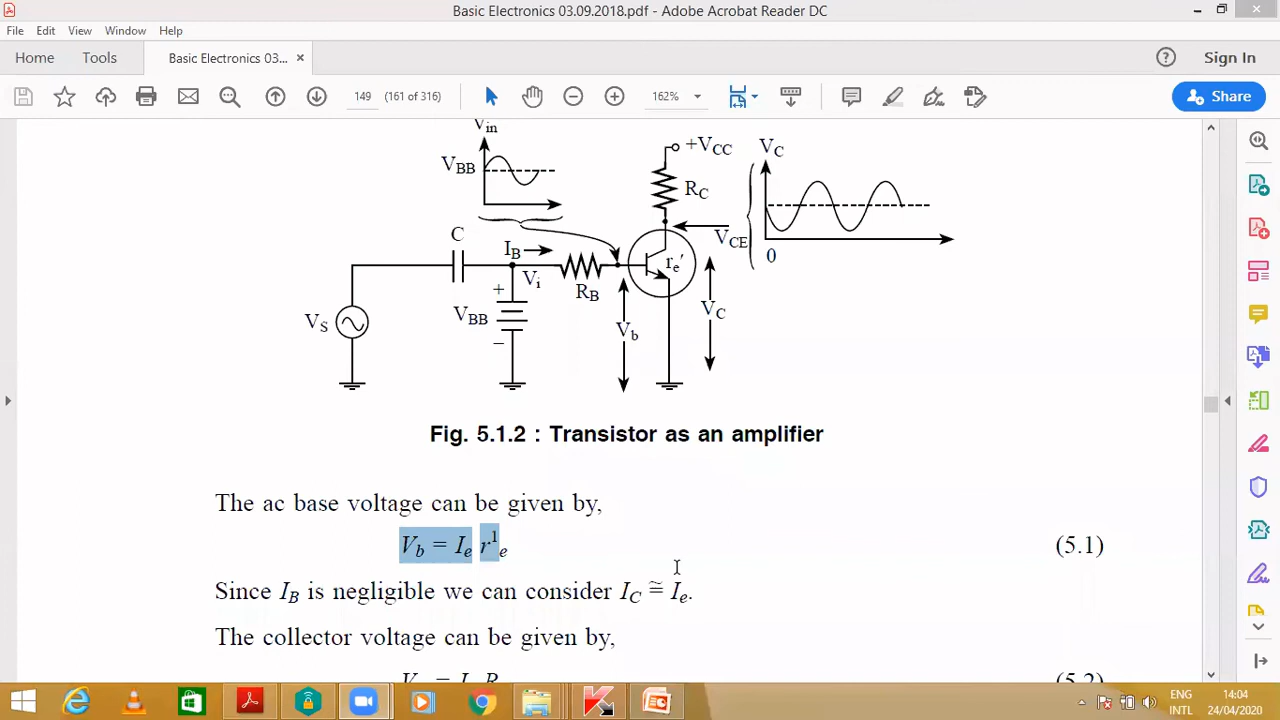 Basic Electronics 03.09.2018.pdf - Adobe Acrobat Reader DC
File Edit View Window Help
Home Tools Basic Electronics 03... × Sign In
149 (161 of 316) 162% Share
Vin
VBB
+VCC
RC
VC
VCE
0
C
IB
Vi
RB
re′
VS
+
VBB
−
Vb
VC
Fig. 5.1.2 : Transistor as an amplifier
The ac base voltage can be given by,
Vb = Ie r¹e (5.1)
Since IB is negligible we can consider IC ≅ Ie.
The collector voltage can be given by,
ENG 14:04
INTL 24/04/2020